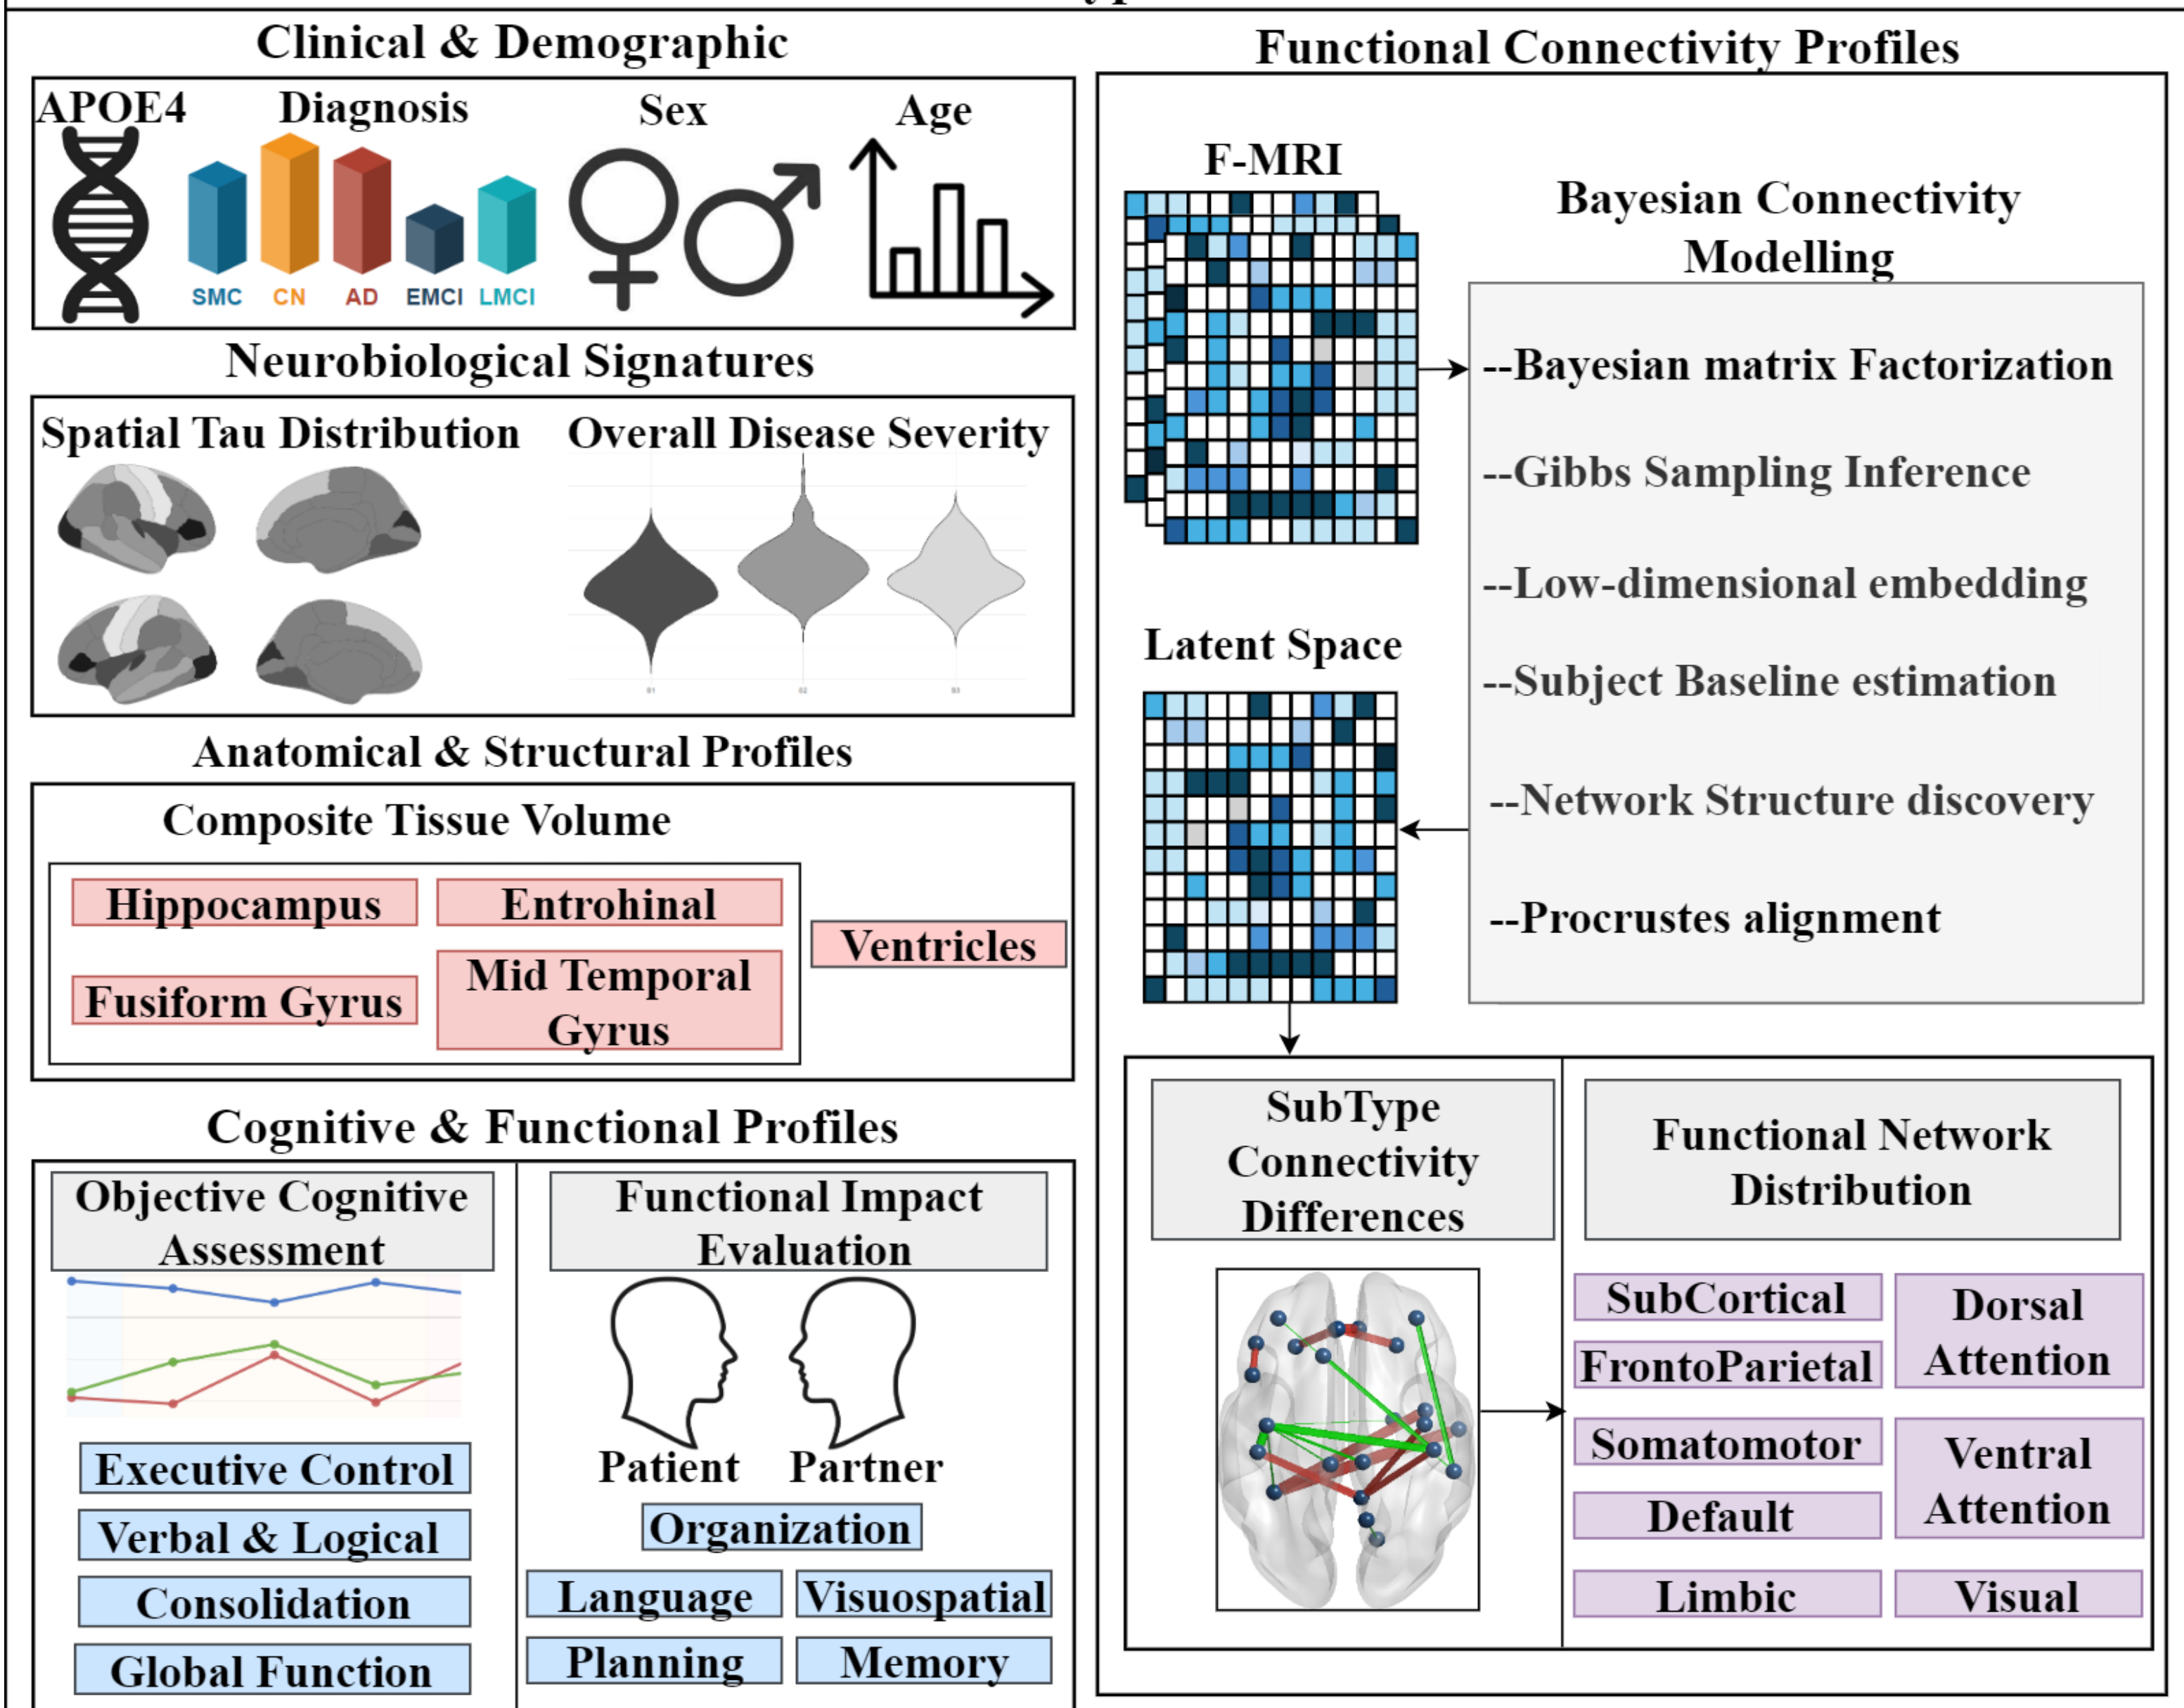 Clinical & Demographic
APOE4
Diagnosis
Sex
Age
SMC
CN
AD
EMCI
LMCI
Neurobiological Signatures
Spatial Tau Distribution
Overall Disease Severity
S1
S2
S3
Anatomical & Structural Profiles
Composite Tissue Volume
Hippocampus
Entrohinal
Fusiform Gyrus
Mid Temporal
Gyrus
Ventricles
Cognitive & Functional Profiles
Objective Cognitive
Assessment
Executive Control
Verbal & Logical
Consolidation
Global Function
Functional Impact
Evaluation
Patient
Partner
Organization
Language
Visuospatial
Planning
Memory
Functional Connectivity Profiles
F-MRI
Bayesian Connectivity
Modelling
--Bayesian matrix Factorization
--Gibbs Sampling Inference
--Low-dimensional embedding
--Subject Baseline estimation
--Network Structure discovery
--Procrustes alignment
Latent Space
SubType
Connectivity
Differences
Functional Network
Distribution
SubCortical
Dorsal
Attention
FrontoParietal
Somatomotor
Ventral
Attention
Default
Limbic
Visual